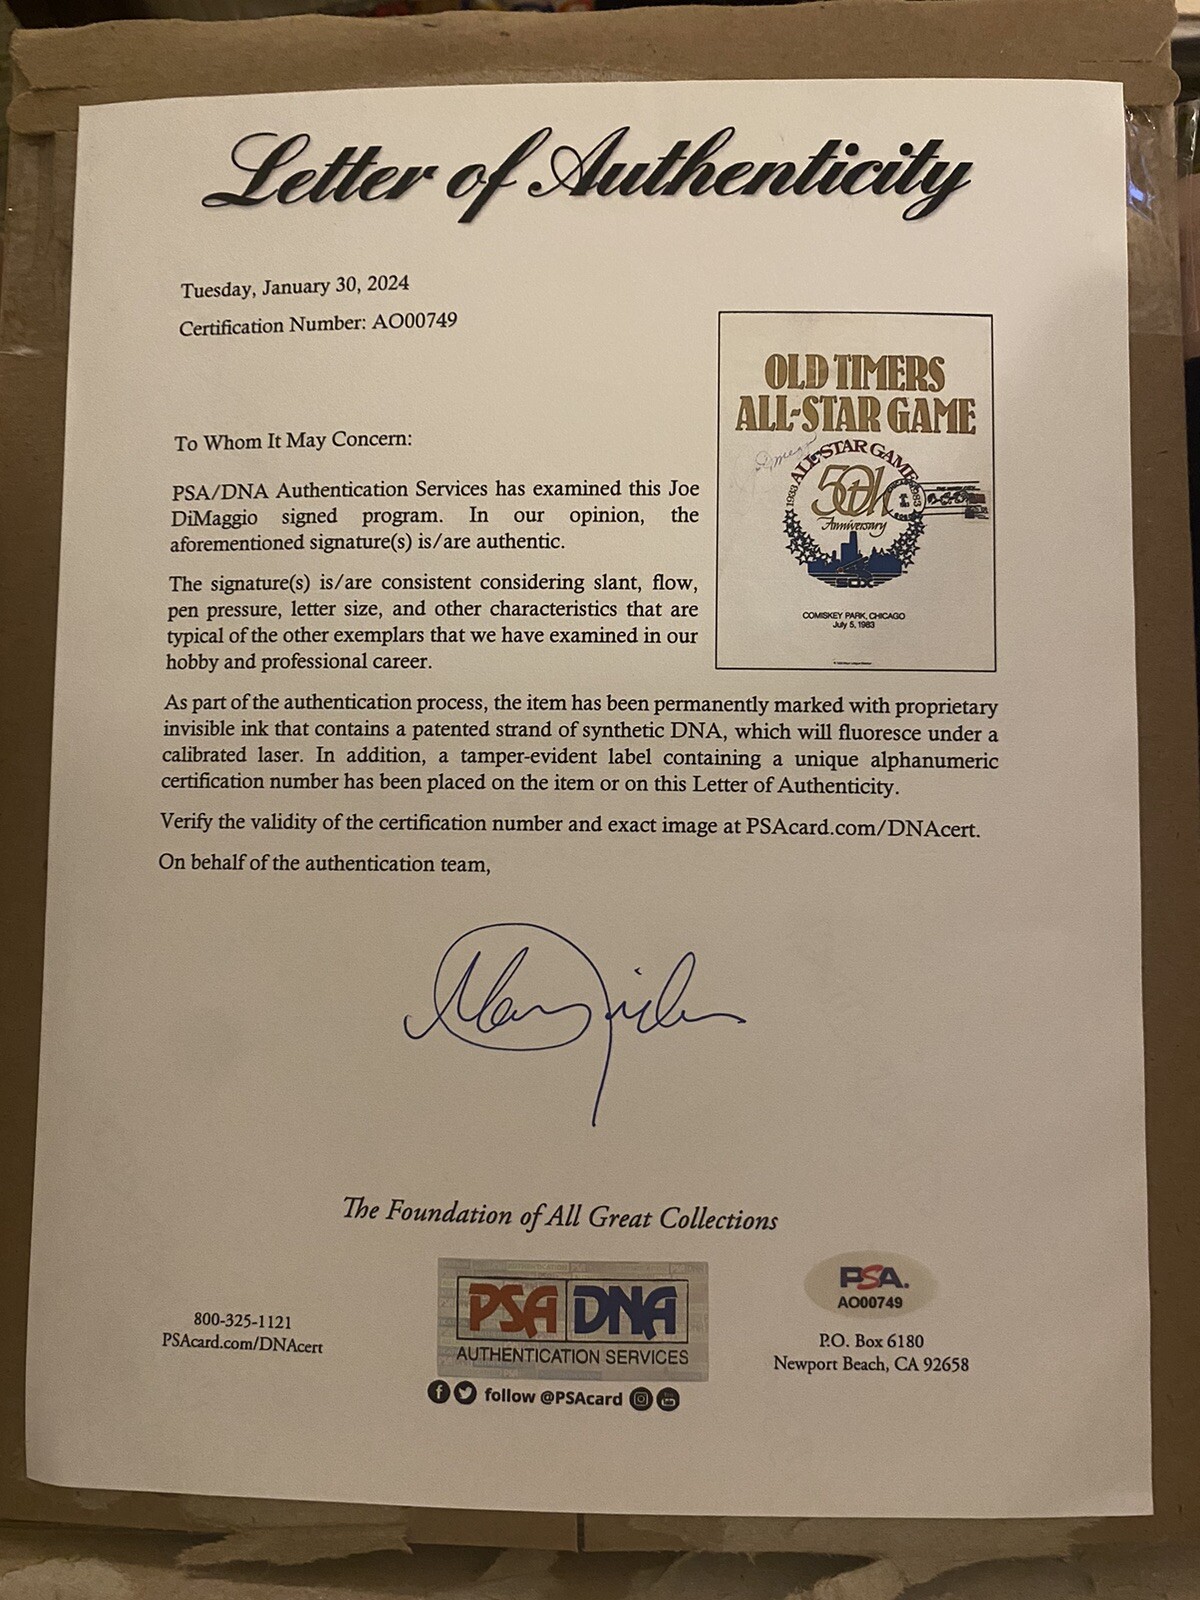 Letter of Authenticity
Tuesday, January 30, 2024
Certification Number: AO00749
OLD TIMERS
ALL-STAR GAME
ALL-STAR GAME
1933
1983
50th
Anniversary
SOX
COMISKEY PARK, CHICAGO
July 5, 1983
To Whom It May Concern:
PSA/DNA Authentication Services has examined this Joe
DiMaggio signed program. In our opinion, the
aforementioned signature(s) is/are authentic.
The signature(s) is/are consistent considering slant, flow,
pen pressure, letter size, and other characteristics that are
typical of the other exemplars that we have examined in our
hobby and professional career.
As part of the authentication process, the item has been permanently marked with proprietary
invisible ink that contains a patented strand of synthetic DNA, which will fluoresce under a
calibrated laser. In addition, a tamper-evident label containing a unique alphanumeric
certification number has been placed on the item or on this Letter of Authenticity.
Verify the validity of the certification number and exact image at PSAcard.com/DNAcert.
On behalf of the authentication team,
The Foundation of All Great Collections
800-325-1121
PSAcard.com/DNAcert
PSA DNA
AUTHENTICATION SERVICES
follow @PSAcard
PSA.
AO00749
P.O. Box 6180
Newport Beach, CA 92658